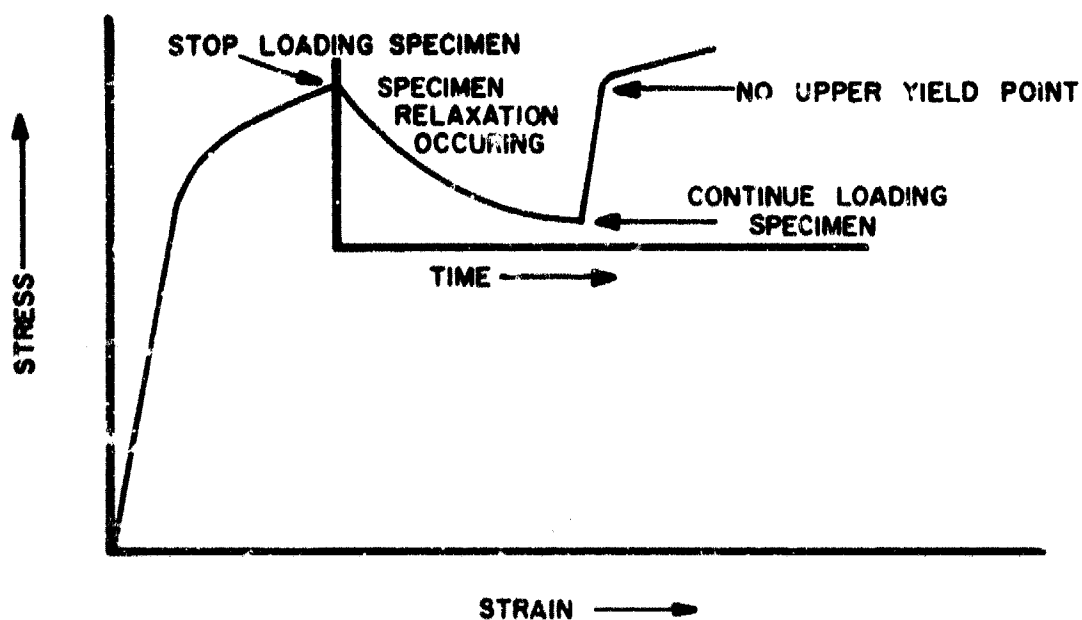 STOP LOADING SPECIMEN
SPECIMEN
RELAXATION
OCCURING
NO UPPER YIELD POINT
CONTINUE LOADING
SPECIMEN
TIME
STRESS
STRAIN